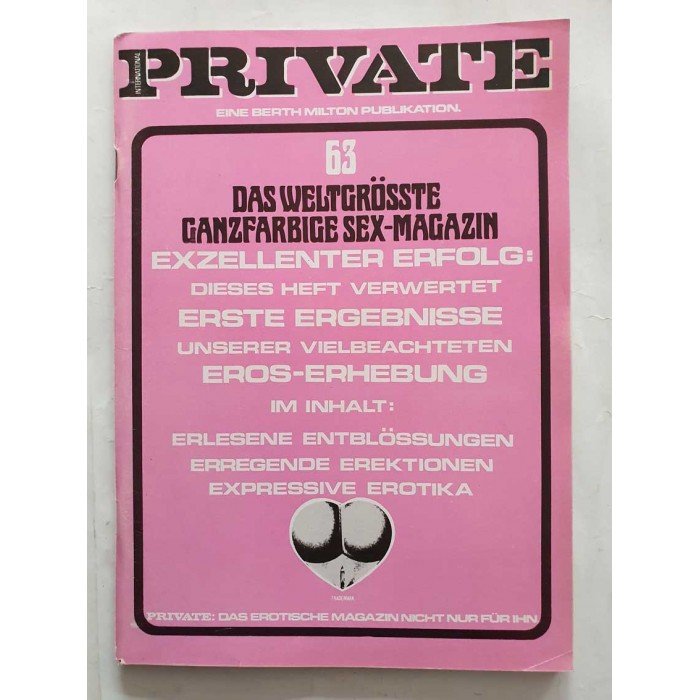 INTERNATIONAL
PRIVATE
EINE BERTH MILTON PUBLIKATION.
63
DAS WELTGRÖSSTE
GANZFARBIGE SEX-MAGAZIN
EXZELLENTER ERFOLG:
DIESES HEFT VERWERTET
ERSTE ERGEBNISSE
UNSERER VIELBEACHTETEN
EROS-ERHEBUNG
IM INHALT:
ERLESENE ENTBLÖSSUNGEN
ERREGENDE EREKTIONEN
EXPRESSIVE EROTIKA
TRADEMARK
PRIVATE: DAS EROTISCHE MAGAZIN NICHT NUR FÜR IHN.